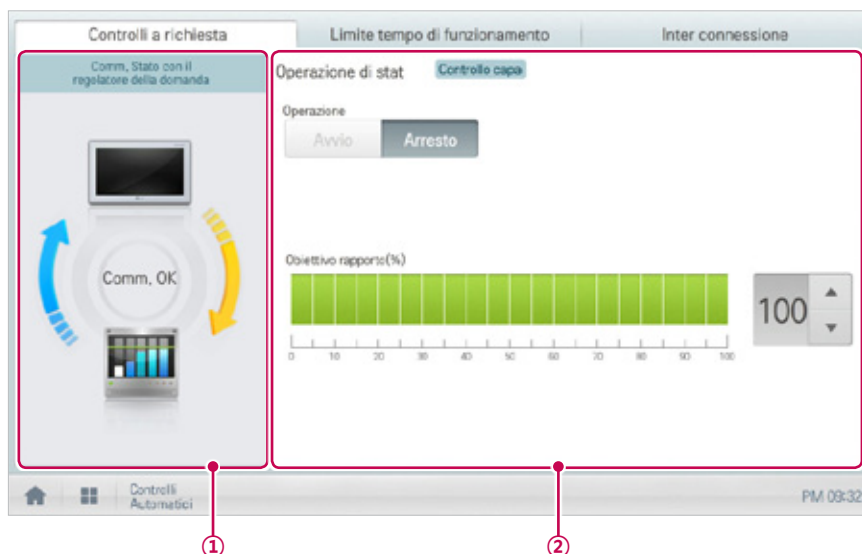 Controlli a richiesta
Limite tempo di funzionamento
Inter connessione
Comm, Stato con il
regolatore della domanda
Operazione di stat
Controllo capa
Operazione
Avvio
Arresto
Comm, OK
Obiettivo rapporto(%)
100
0 10 20 30 40 50 60 70 80 90 100
Controlli
Automatici
PM 09:32
① ②